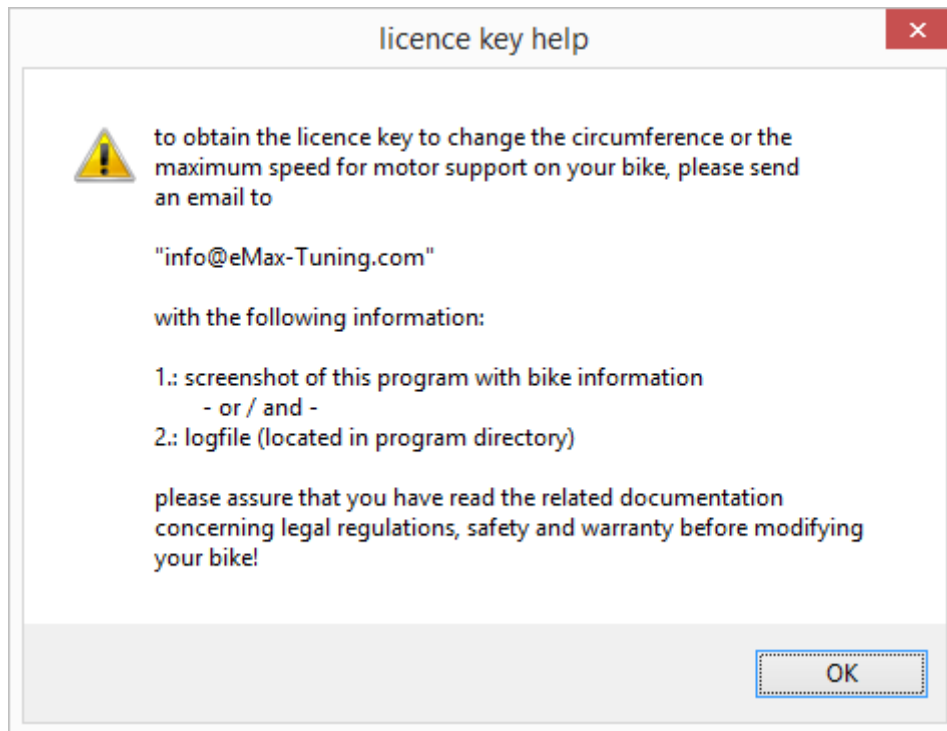 licence key help
to obtain the licence key to change the circumference or the
maximum speed for motor support on your bike, please send
an email to
"info@eMax-Tuning.com"
with the following information:
1.: screenshot of this program with bike information
- or / and -
2.: logfile (located in program directory)
please assure that you have read the related documentation
concerning legal regulations, safety and warranty before modifying
your bike!
OK